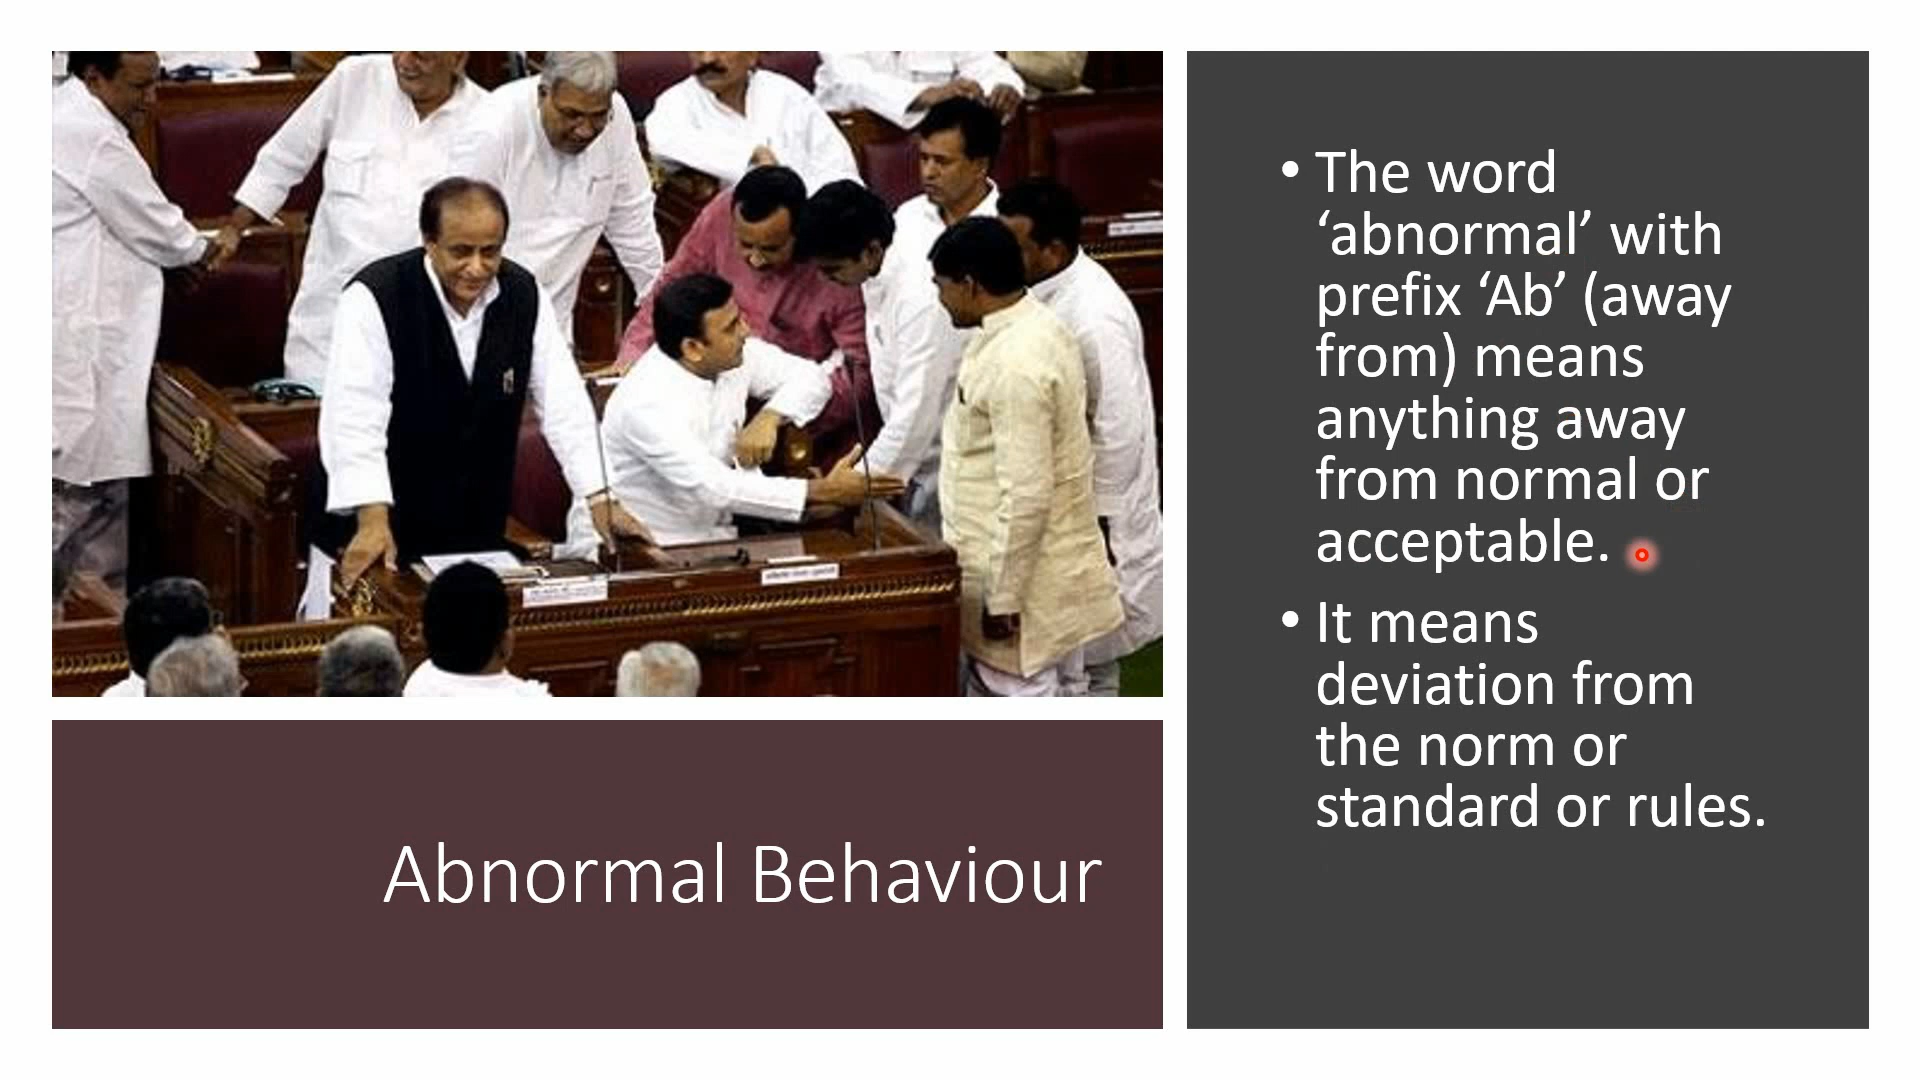 • The word
‘abnormal’ with
prefix ‘Ab’ (away
from) means
anything away
from normal or
acceptable.
• It means
deviation from
the norm or
standard or rules.
Abnormal Behaviour